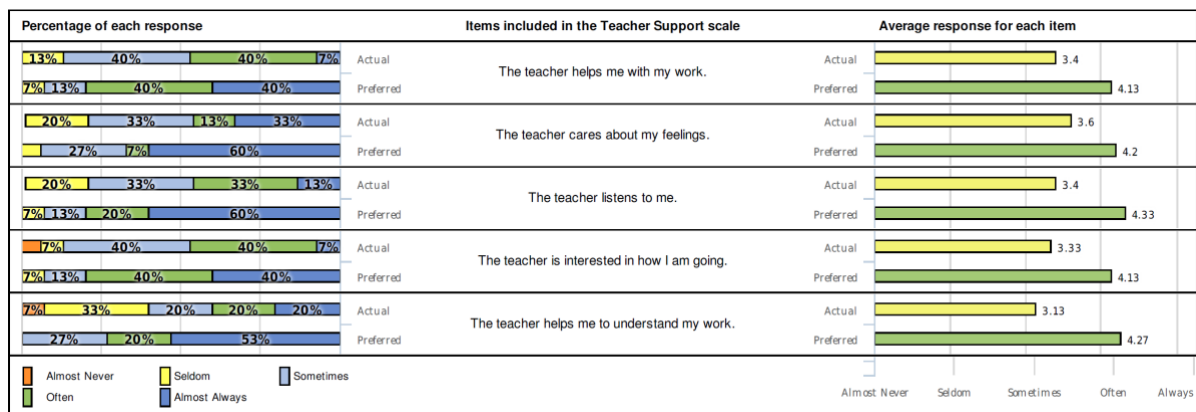 Percentage of each response Items included in the Teacher Support scale Average response for each item
13% 40% 40% 7% Actual Actual 3.4
The teacher helps me with my work.
7% 13% 40% 40% Preferred Preferred 4.13
20% 33% 13% 33% Actual Actual 3.6
The teacher cares about my feelings.
27% 7% 60% Preferred Preferred 4.2
20% 33% 33% 13% Actual Actual 3.4
The teacher listens to me.
7% 13% 20% 60% Preferred Preferred 4.33
7% 40% 40% 7% Actual Actual 3.33
The teacher is interested in how I am going.
7% 13% 40% 40% Preferred Preferred 4.13
7% 33% 20% 20% 20% Actual Actual 3.13
The teacher helps me to understand my work.
27% 20% 53% Preferred Preferred 4.27
Almost Never Seldom Sometimes
Often Almost Always
Almost Never Seldom Sometimes Often Always